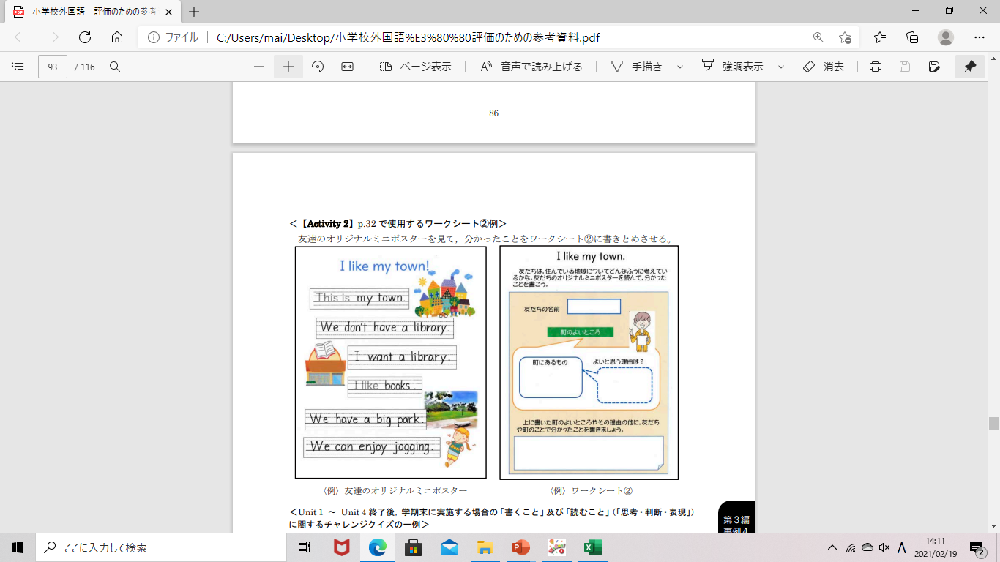 小学校外国語　評価のための参考
ファイル
C:/Users/mai/Desktop/小学校外国語%E3%80%80評価のための参考資料.pdf
93 / 116
ページ表示
音声で読み上げる
手描き
強調表示
消去
－ 86 －
＜【Activity 2】p.32 で使用するワークシート②例＞
友達のオリジナルミニポスターを見て，分かったことをワークシート②に書きとめさせる。
I like my town!
This is my town.
We don't have a library.
I want a library.
I like books.
We have a big park.
We can enjoy jogging.
I like my town.
友だちは、住んでいる地域についてどんなふうに考えてい
るかな。友だちのオリジナルミニポスターを読んで、分かった
ことを書こう。
友だちの名前
町のよいところ
町にあるもの
よいと思う理由は？
上に書いた町のよいところやその理由の他に、友だち
や町のことで分かったことを書きましょう。
〈例〉友達のオリジナルミニポスター
〈例〉ワークシート②
＜Unit 1 ～ Unit 4 終了後，学期末に実施する場合の「書くこと」及び「読むこと」（「思考・判断・表現」）
に関するチャレンジクイズの一例＞
第３編
事例４
ここに入力して検索
A
14:11
2021/02/19
2